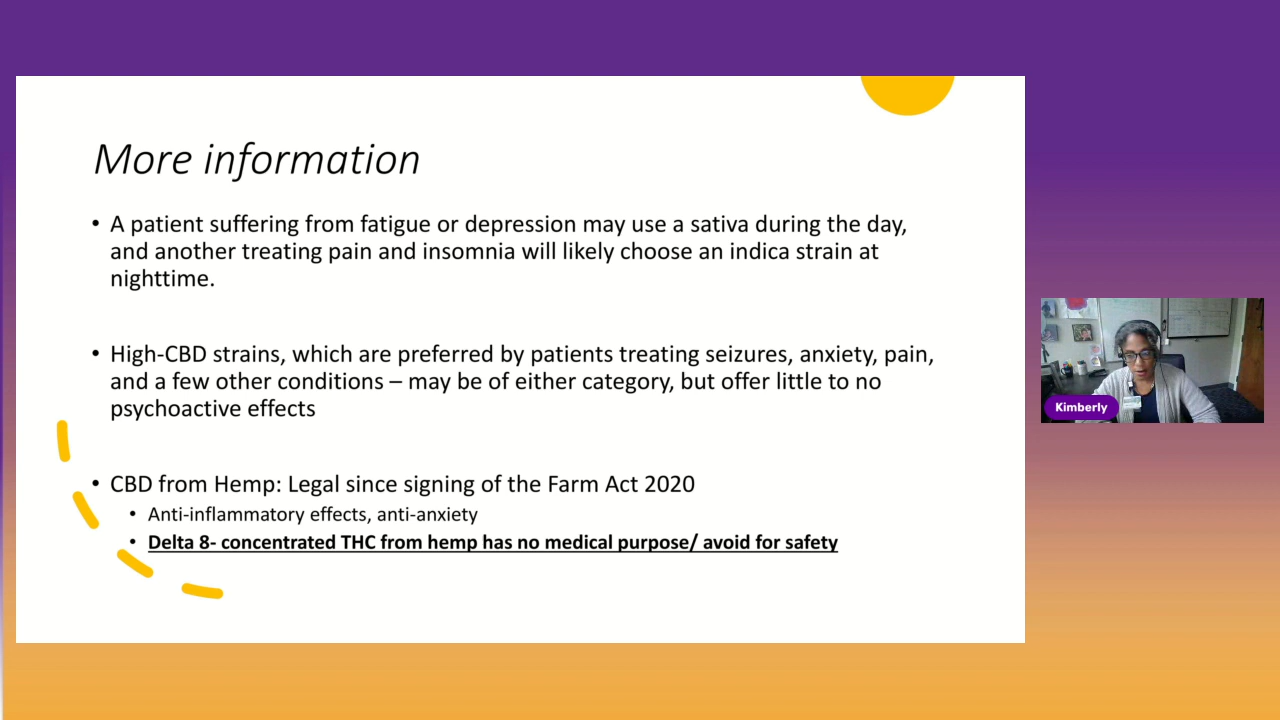 More information
• A patient suffering from fatigue or depression may use a sativa during the day,
and another treating pain and insomnia will likely choose an indica strain at
nighttime.
• High-CBD strains, which are preferred by patients treating seizures, anxiety, pain,
and a few other conditions – may be of either category, but offer little to no
psychoactive effects
• CBD from Hemp: Legal since signing of the Farm Act 2020
• Anti-inflammatory effects, anti-anxiety
• Delta 8- concentrated THC from hemp has no medical purpose/ avoid for safety
Kimberly